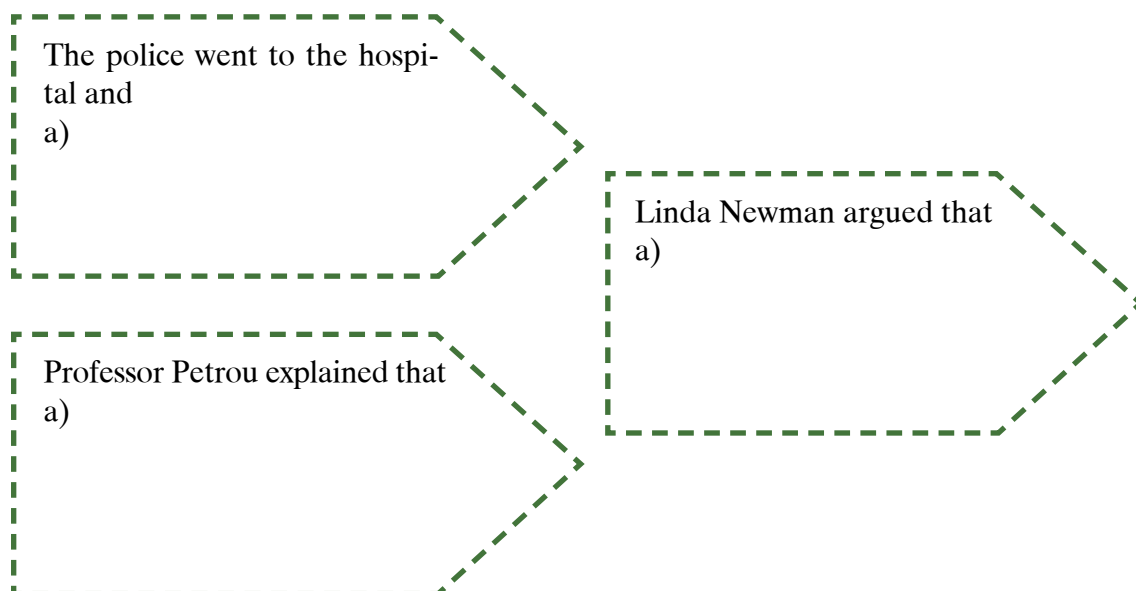 The police went to the hospi-
tal and
a)
Linda Newman argued that
a)
Professor Petrou explained that
a)